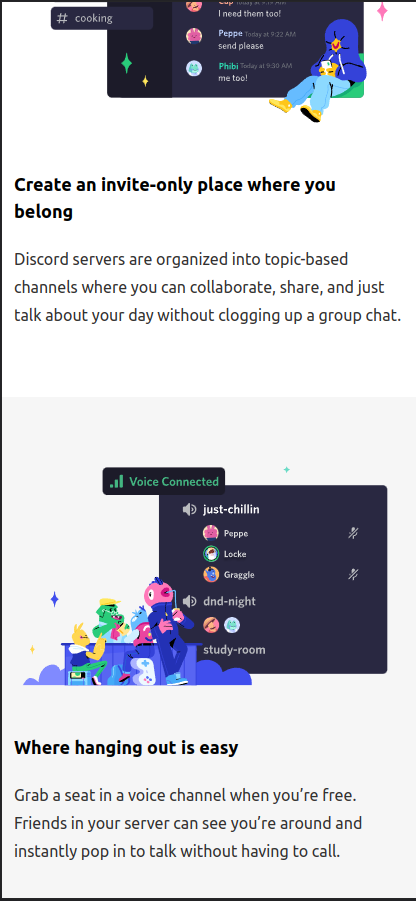 Cap Today at 9:19 AM
# cooking
I need them too!
Peppe Today at 9:22 AM
send please
Phibi Today at 9:30 AM
me too!
Create an invite-only place where you
belong
Discord servers are organized into topic-based
channels where you can collaborate, share, and just
talk about your day without clogging up a group chat.
Voice Connected
just-chillin
Peppe
Locke
Graggle
dnd-night
study-room
Where hanging out is easy
Grab a seat in a voice channel when you’re free.
Friends in your server can see you’re around and
instantly pop in to talk without having to call.